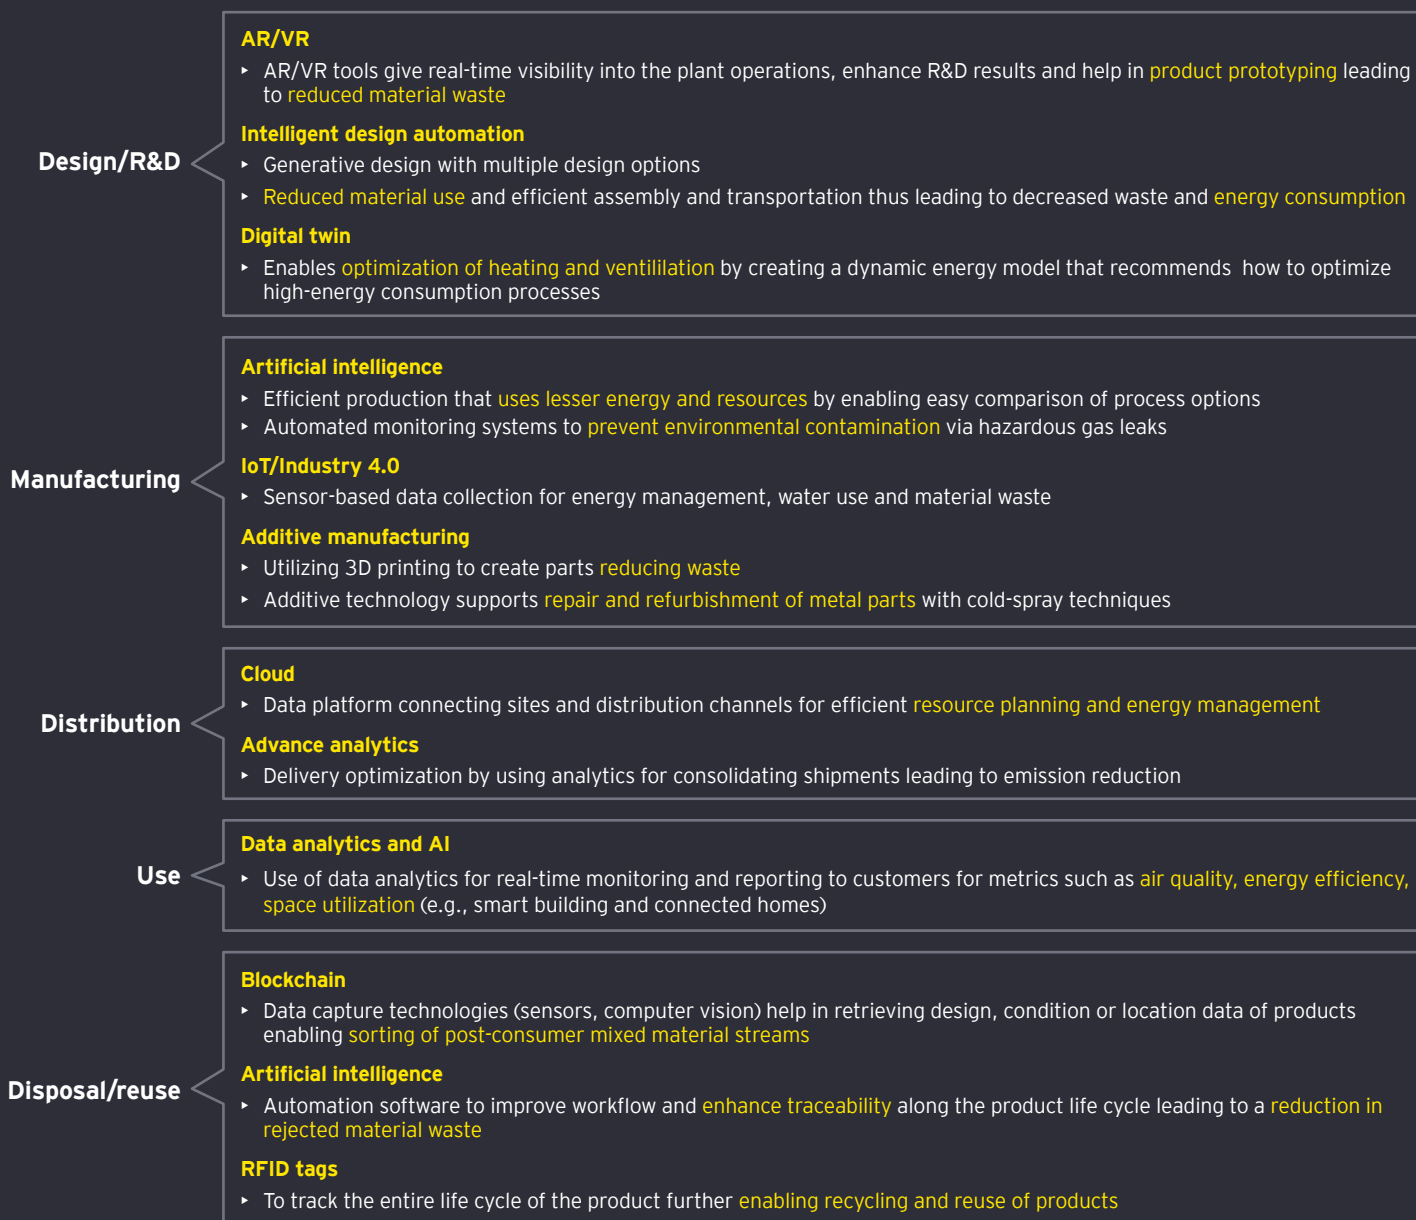 AR/VR
‣ AR/VR tools give real-time visibility into the plant operations, enhance R&D results and help in product prototyping leading
to reduced material waste
Intelligent design automation
‣ Generative design with multiple design options
Design/R&D
‣ Reduced material use and efficient assembly and transportation thus leading to decreased waste and energy consumption
Digital twin
‣ Enables optimization of heating and ventililation by creating a dynamic energy model that recommends how to optimize
high-energy consumption processes
Artificial intelligence
‣ Efficient production that uses lesser energy and resources by enabling easy comparison of process options
‣ Automated monitoring systems to prevent environmental contamination via hazardous gas leaks
IoT/Industry 4.0
Manufacturing
‣ Sensor-based data collection for energy management, water use and material waste
Additive manufacturing
‣ Utilizing 3D printing to create parts reducing waste
‣ Additive technology supports repair and refurbishment of metal parts with cold-spray techniques
Cloud
‣ Data platform connecting sites and distribution channels for efficient resource planning and energy management
Distribution
Advance analytics
‣ Delivery optimization by using analytics for consolidating shipments leading to emission reduction
Data analytics and AI
Use
‣ Use of data analytics for real-time monitoring and reporting to customers for metrics such as air quality, energy efficiency,
space utilization (e.g., smart building and connected homes)
Blockchain
‣ Data capture technologies (sensors, computer vision) help in retrieving design, condition or location data of products
enabling sorting of post-consumer mixed material streams
Artificial intelligence
Disposal/reuse
‣ Automation software to improve workflow and enhance traceability along the product life cycle leading to a reduction in
rejected material waste
RFID tags
‣ To track the entire life cycle of the product further enabling recycling and reuse of products